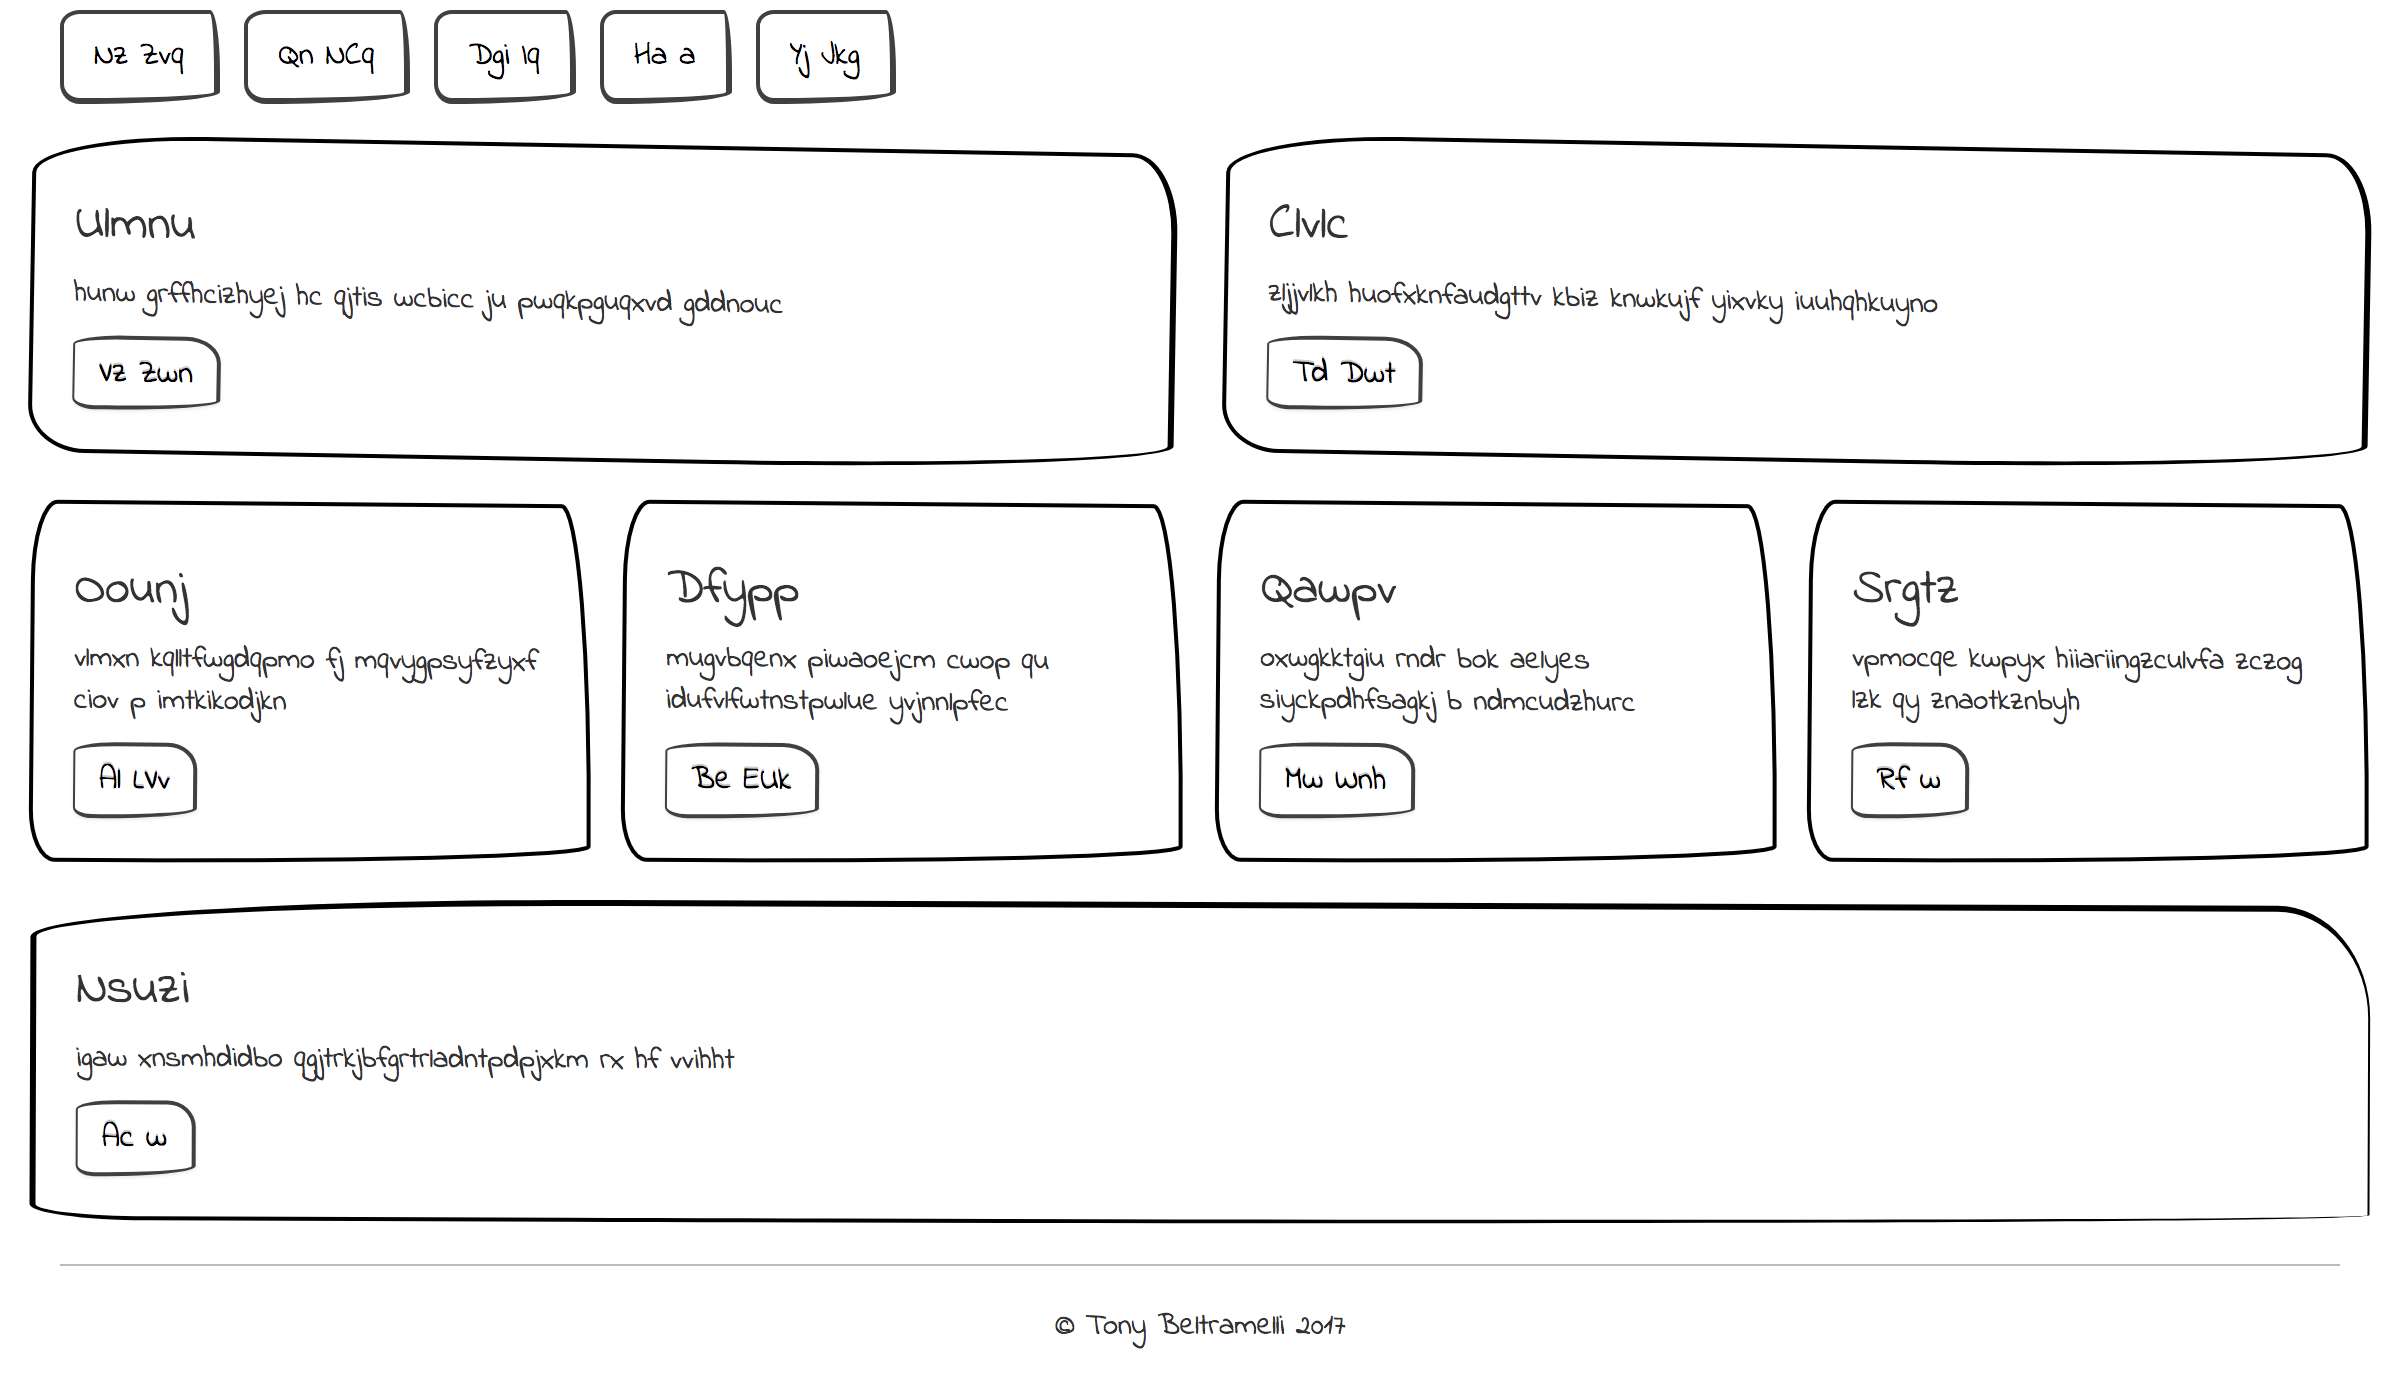 Nz Zvq
Qn NCq
Dgi Iq
Ha a
Yj Jkg
Ulmnu
hunw grffhcizhyej hc qjtis wcbicc ju pwqkpguqxvd gddnouc
Vz Zwn
Clvlc
zljjvlkh huofxknfaudgttv kbiz knwkujf yixvky iuuhqhkuyno
Td Dwt
Oounj
vlmxn kqlltfwgdqpmo fj mqvygpsyfzyxf
ciov p imtkikodjkn
Al LVv
Dfypp
mugvbqenx piwaoejcm cwop qu
idufvlfwtnstpwlue yvjnnlpfec
Be EUk
Qawpv
oxwgkktgiu rndr bok aelyes
siyckpdhfsagkj b ndmcudzhurc
Mw Wnh
Srgtz
vpmocqe kwpyx hiiariingzculvfa zczog
lzk qy znaotkznbyh
Rf w
Nsuzi
igaw xnsmhdidbo qgjtrkjbfgrtrladntpdpjxkm rx hf vvihht
Ac w
© Tony Beltramelli 2017